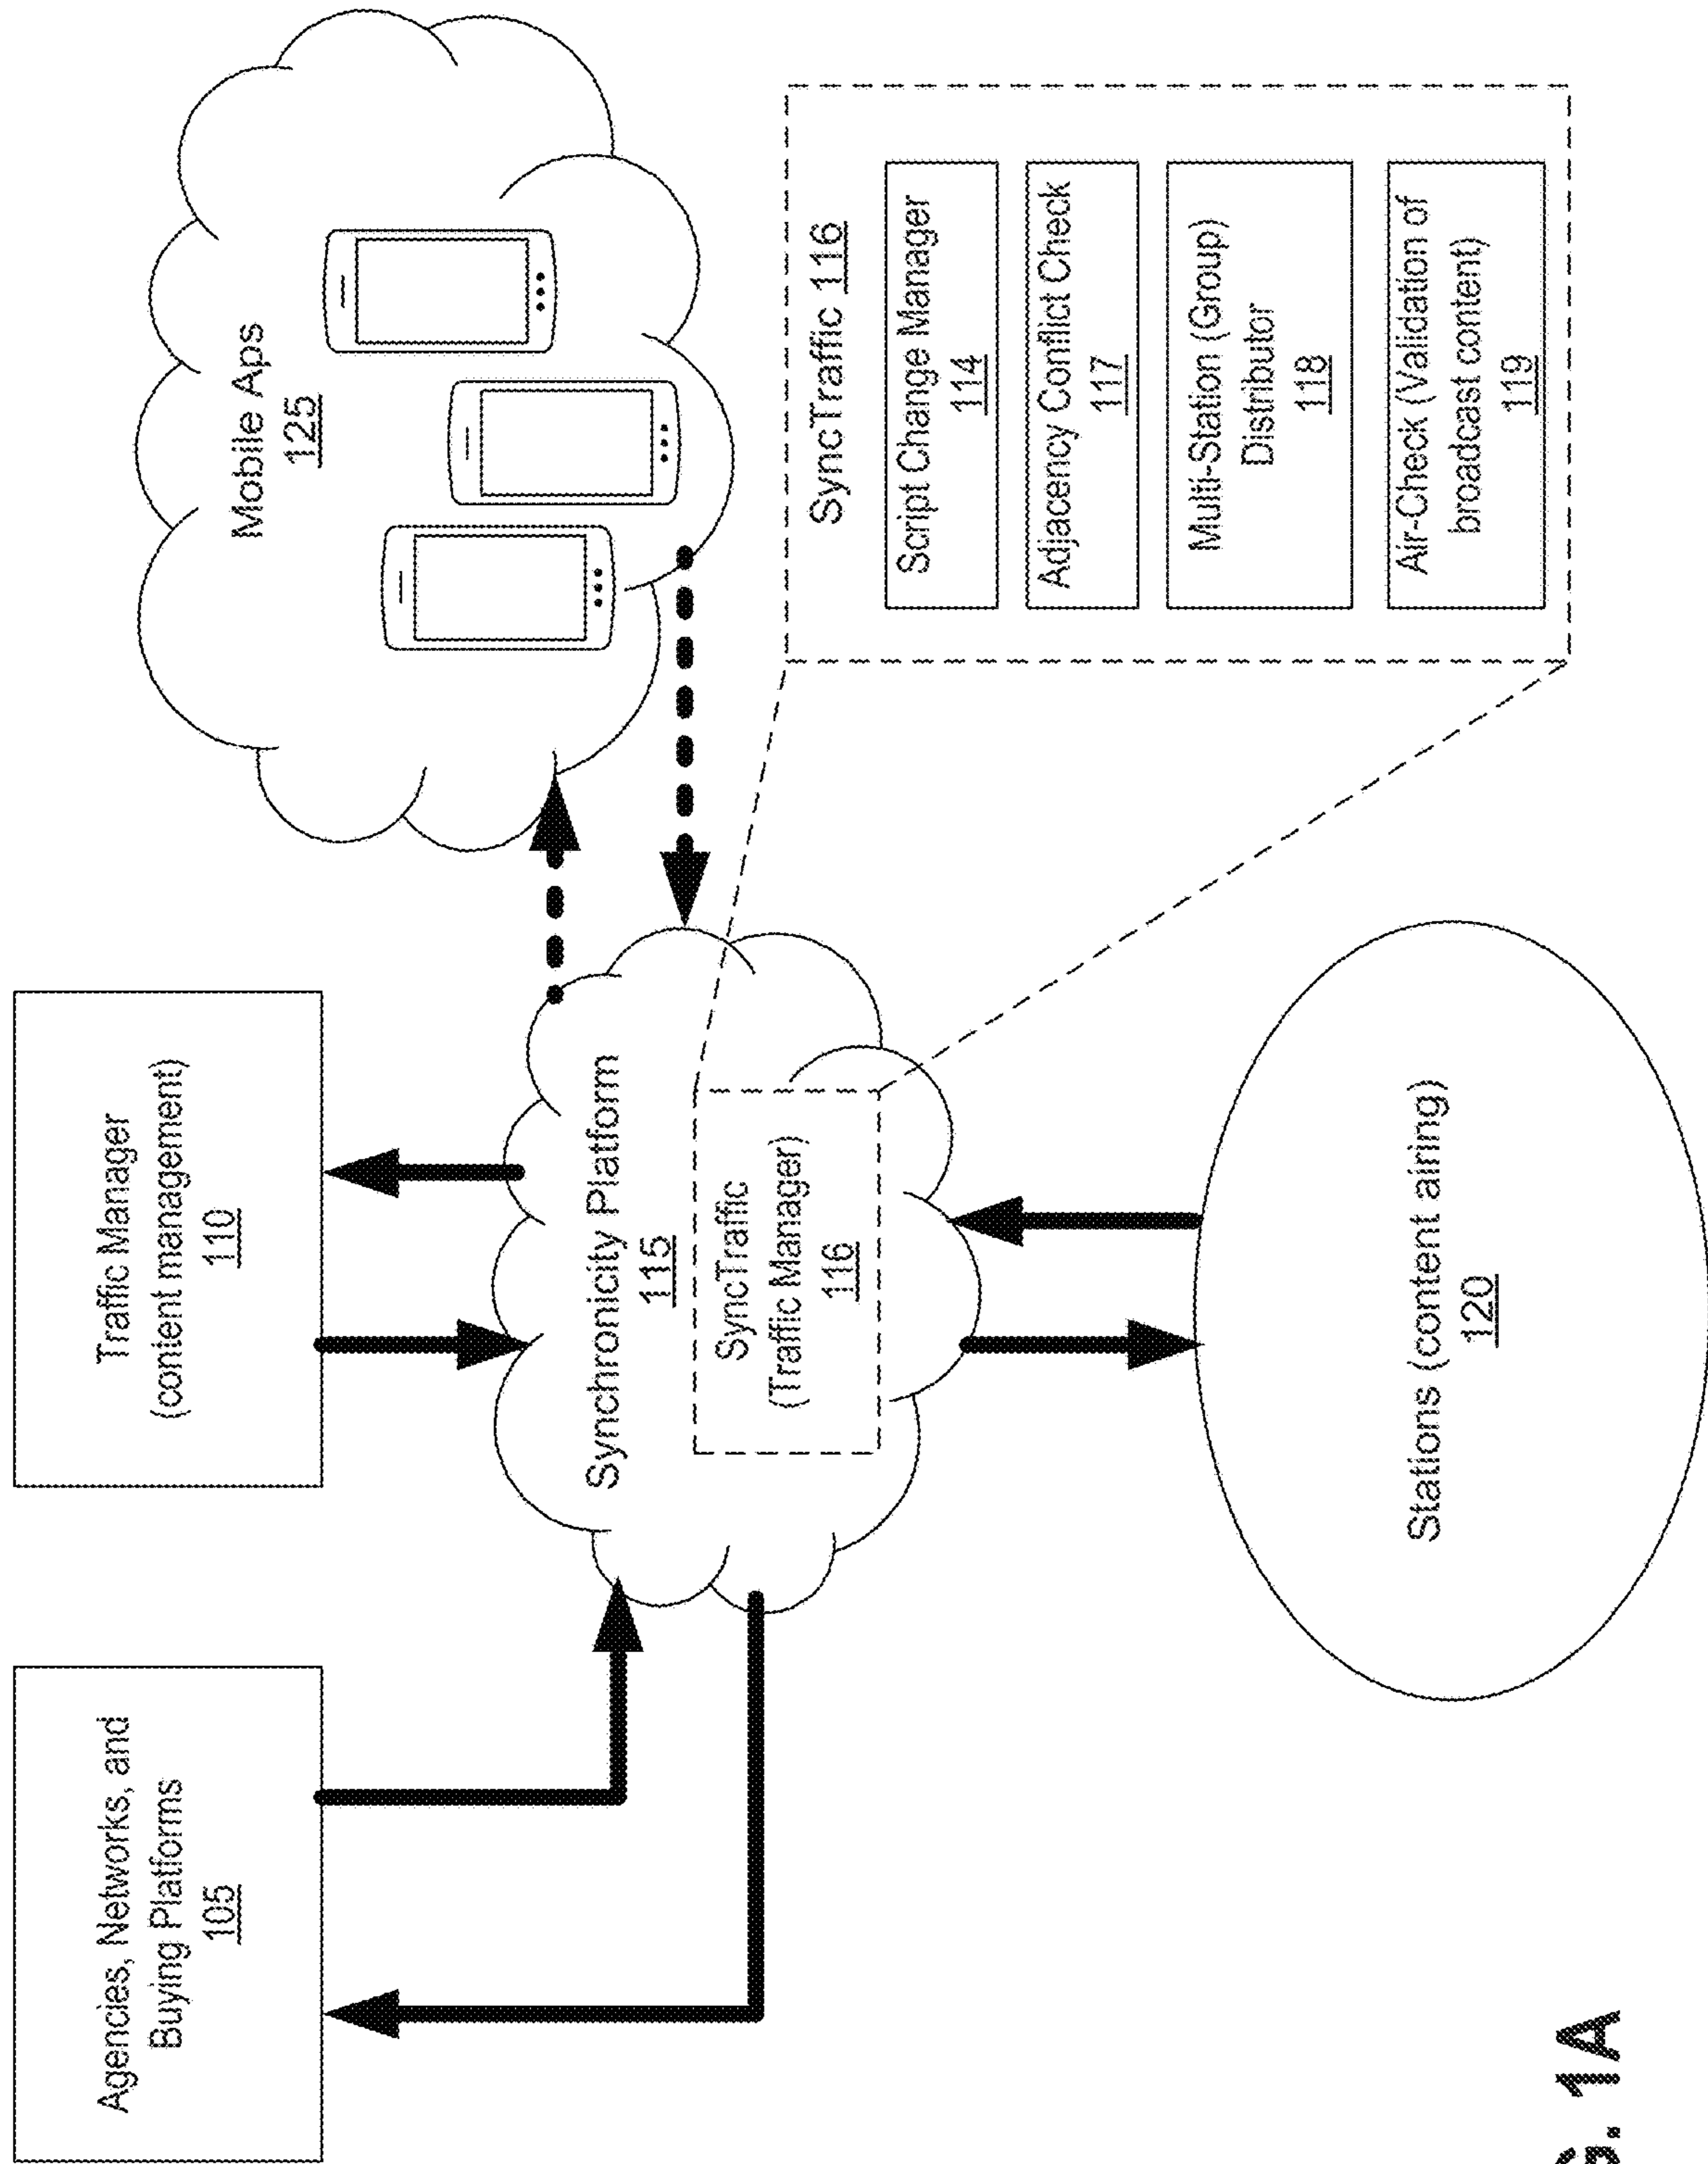 Agencies, Networks, and
Buying Platforms
105
Traffic Manager
(content management)
110
Mobile Aps
125
Synchronicity Platform
115
SyncTraffic
(Traffic Manager)
116
SyncTraffic 116
Script Change Manager
114
Adjacency Conflict Check
117
Multi-Station (Group)
Distributor
118
Air-Check (Validation of
broadcast content)
119
Stations (content airing)
120
G. 1A